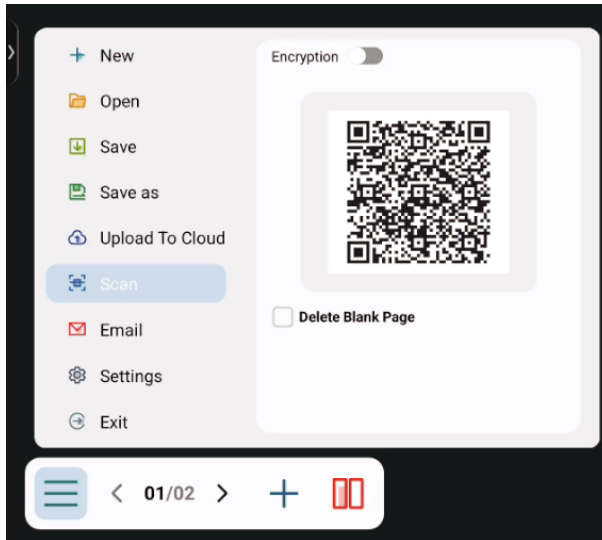 New
Open
Save
Save as
Upload To Cloud
Scan
Email
Settings
Exit
Encryption
Delete Blank Page
01/02